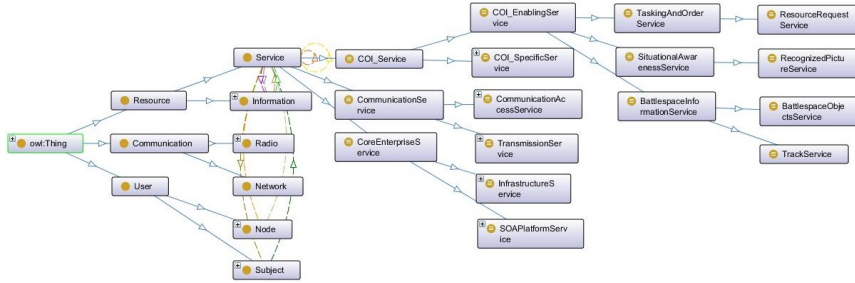 owl:Thing
Resource
Communication
User
Service
Information
Radio
Network
Node
Subject
COI_Service
CommunicationSe
rvice
CoreEnterpriseS
ervice
COI_EnablingSer
vice
COI_SpecificSer
vice
CommunicationAc
cessService
TransmissionSer
vice
InfrastructureS
ervice
SOAPlatformServ
ice
TaskingAndOrder
Service
SituationalAwar
enessService
BattlespaceInfo
rmationService
ResourceRequest
Service
RecognizedPictu
reService
BattlespaceObje
ctsService
TrackService